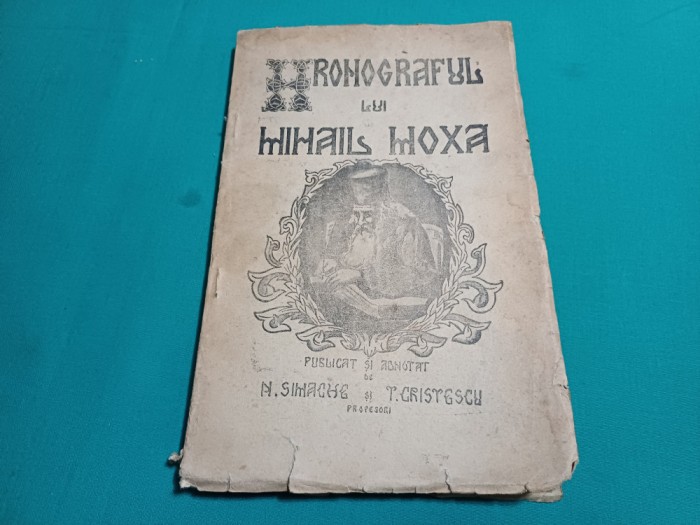 HRONOGRAFUL
LUI
MIHAIL MOXA
PUBLICAT ȘI ADNOTAT
DE
N. SIMACHE ȘI T. CRISTESCU
PROFESORI